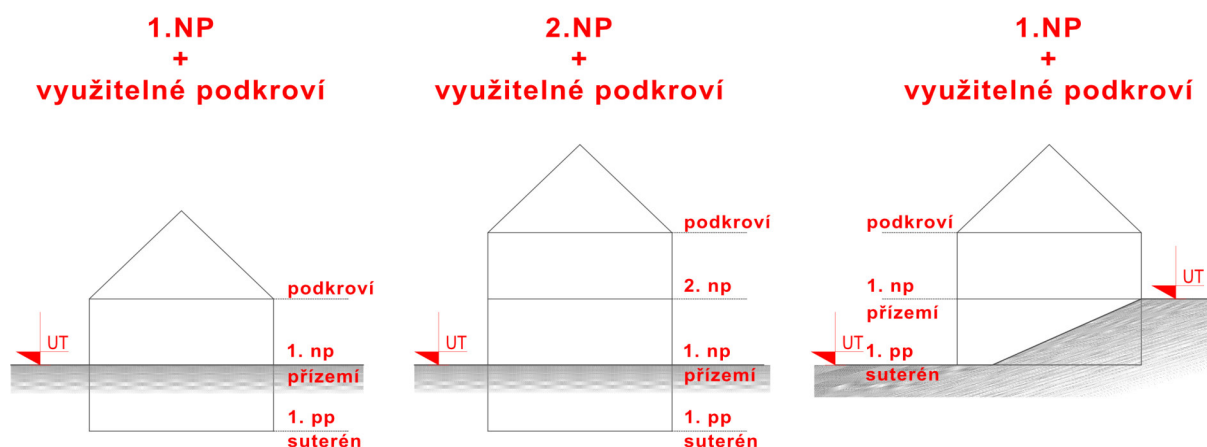 1.NP
+
využitelné podkroví
podkroví
UT
1. np
přízemí
1. pp
suterén
2.NP
+
využitelné podkroví
podkroví
2. np
UT
1. np
přízemí
1. pp
suterén
1.NP
+
využitelné podkroví
podkroví
UT
1. np
přízemí
UT
1. pp
suterén